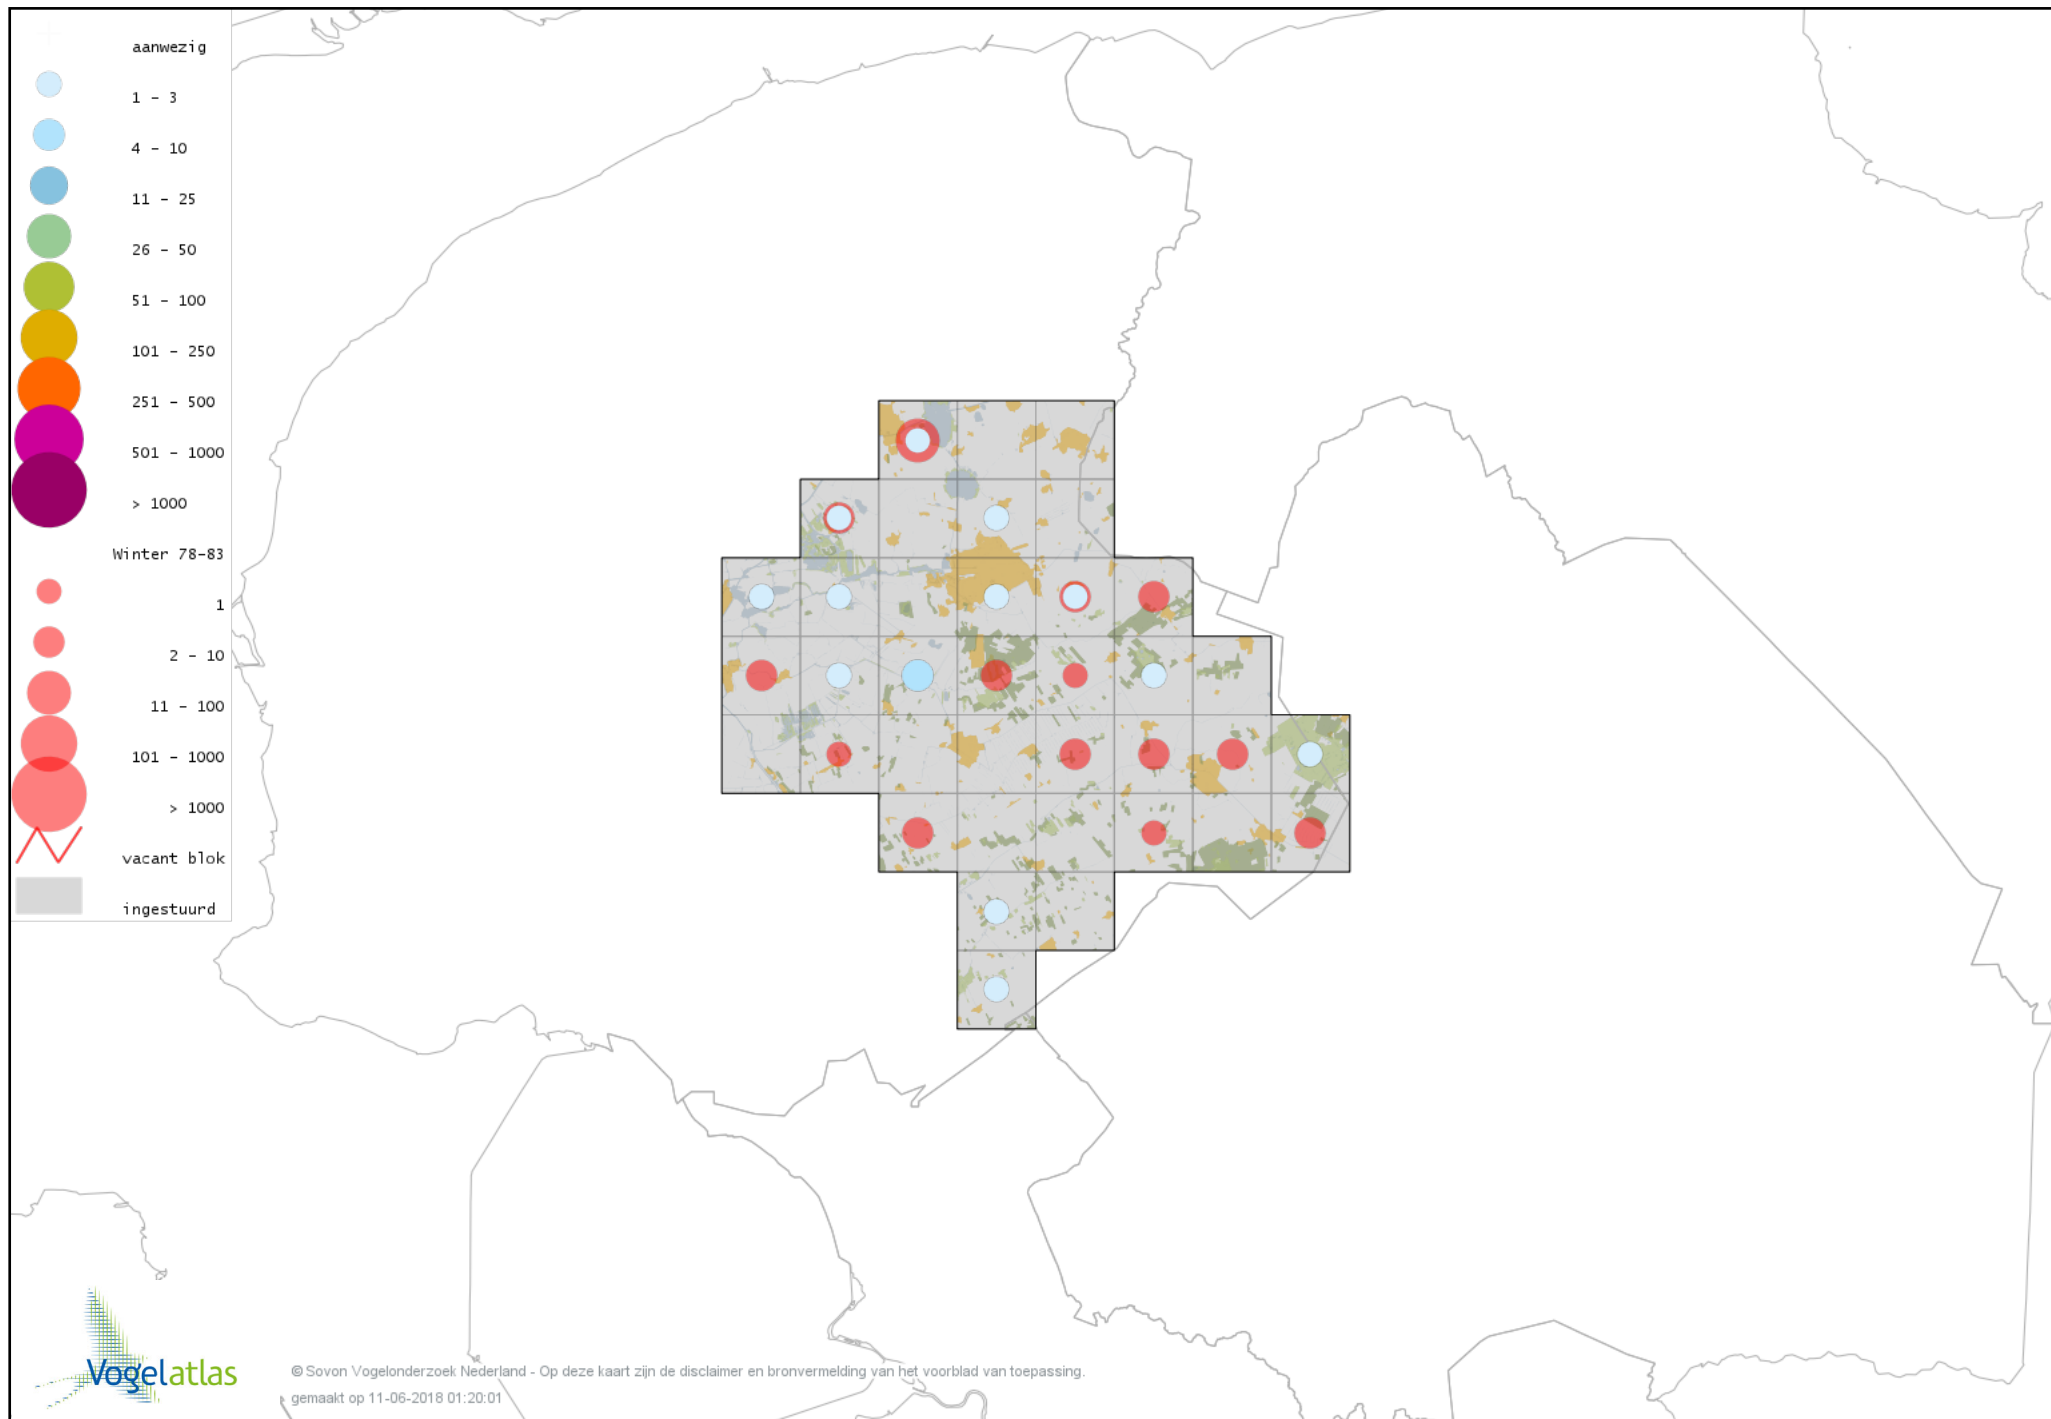 aanwezig
1 - 3
4 - 10
11 - 25
26 - 50
51 - 100
101 - 250
251 - 500
501 - 1000
> 1000
Winter 78-83
1
2 - 10
11 - 100
101 - 1000
> 1000
vacant blok
ingestuurd
Vogelatlas
© Sovon Vogelonderzoek Nederland - Op deze kaart zijn de disclaimer en bronvermelding van het voorblad van toepassing.
gemaakt op 11-06-2018 01:20:01